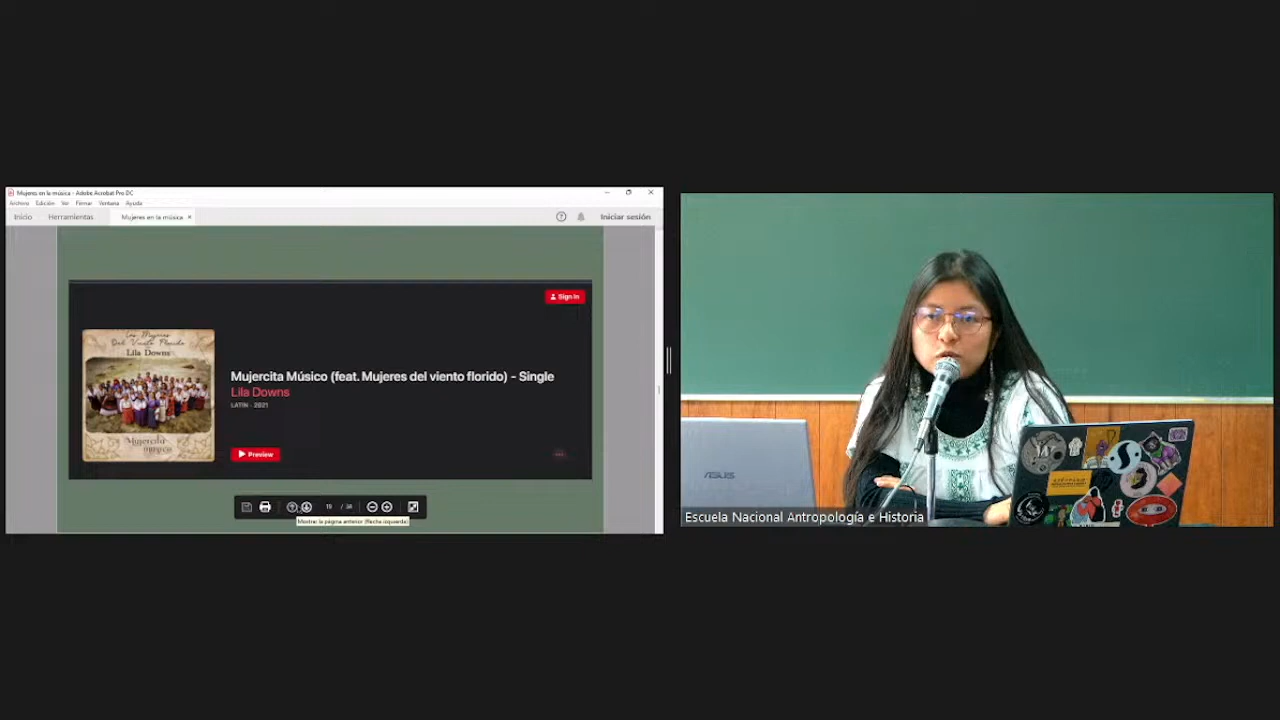 Mujeres en la música - Adobe Acrobat Pro DC
Archivo Edición Ver Firmar Ventana Ayuda
Inicio Herramientas Mujeres en la música × Iniciar sesión
Sign In
Las Mujeres
Del Viento Florido
Lila Downs
Mujercita
músico
Mujercita Músico (feat. Mujeres del viento florido) - Single
Lila Downs
LATIN · 2021
Preview
Mostrar la página anterior (flecha izquierda)
ASUS
Escuela Nacional Antropología e Historia